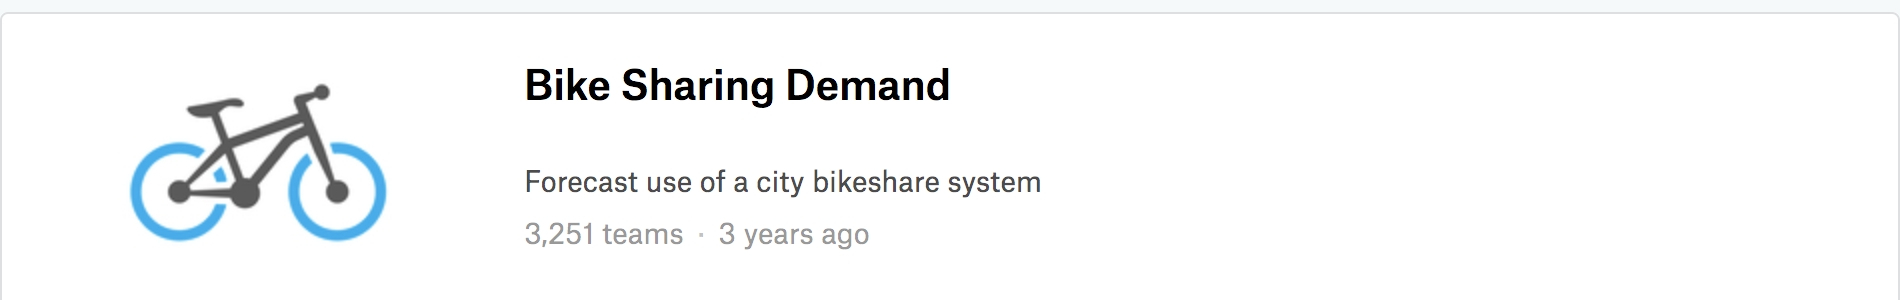 Bike Sharing Demand
Forecast use of a city bikeshare system
3,251 teams · 3 years ago